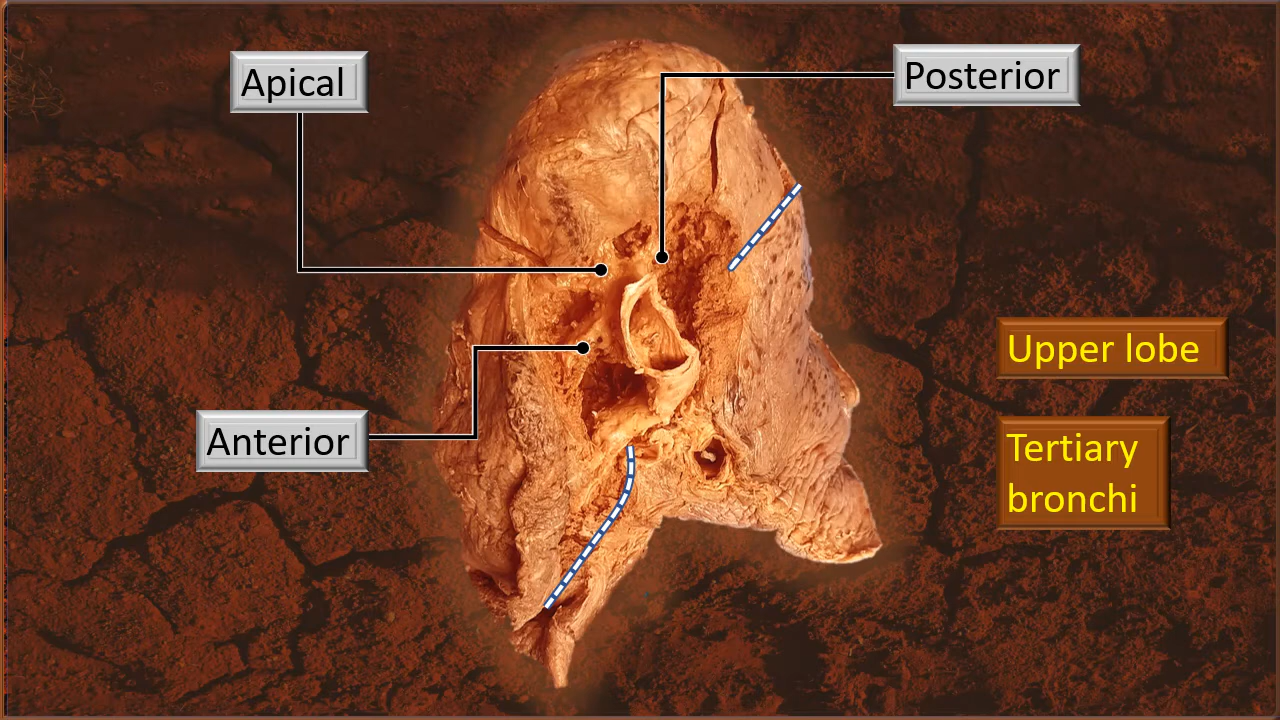 Apical
Posterior
Anterior
Upper lobe
Tertiary
bronchi